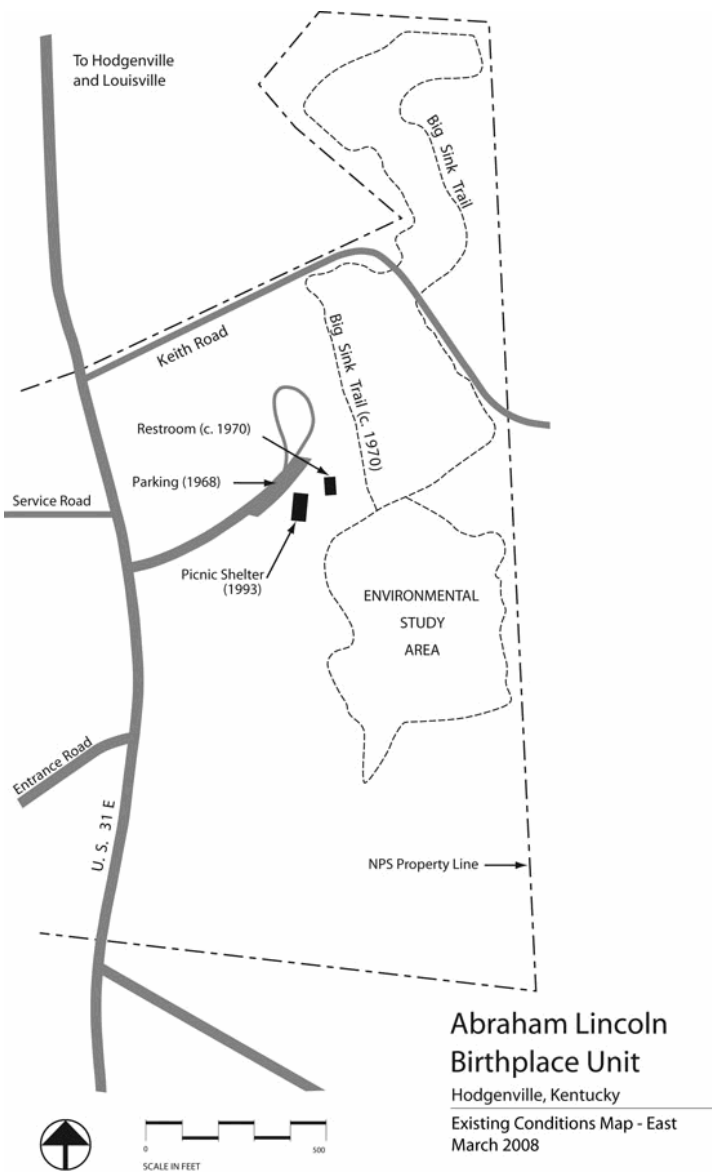 To Hodgenville
and Louisville
Big Sink Trail
Keith Road
Big Sink Trail (c. 1970)
Restroom (c. 1970)
Parking (1968)
Service Road
Picnic Shelter
(1993)
ENVIRONMENTAL
STUDY
AREA
Entrance Road
U. S. 31 E
NPS Property Line
Abraham Lincoln
Birthplace Unit
Hodgenville, Kentucky
Existing Conditions Map - East
March 2008
0
500
SCALE IN FEET